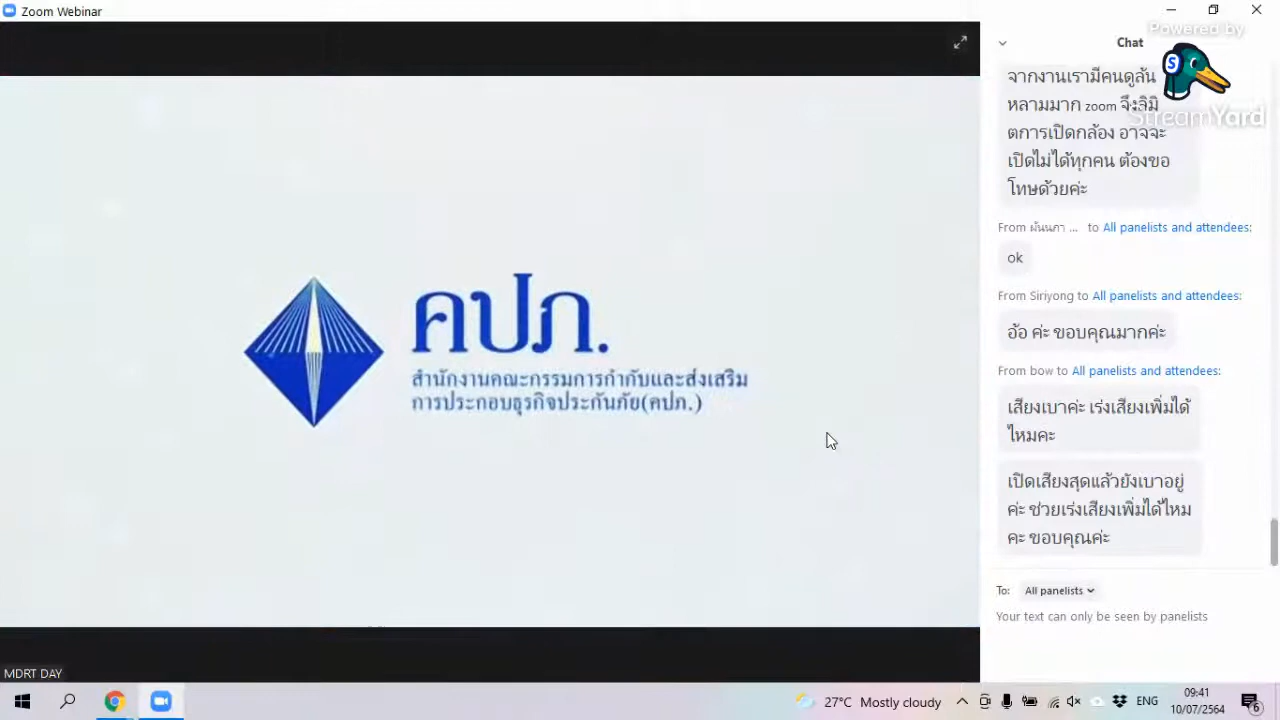 Zoom Webinar
Powered by
StreamYard
Chat
จากงานเรามีคนดูล้น
หลามมาก zoom จึงลิมิ
ตการเปิดกล้อง อาจจะ
เปิดไม่ได้ทุกคน ต้องขอ
โทษด้วยค่ะ
From ผันนภา ... to All panelists and attendees:
ok
From Siriyong to All panelists and attendees:
อ้อ ค่ะ ขอบคุณมากค่ะ
From bow to All panelists and attendees:
เสียงเบาค่ะ เร่งเสียงเพิ่มได้
ไหมคะ
เปิดเสียงสุดแล้วยังเบาอยู่
ค่ะ ช่วยเร่งเสียงเพิ่มได้ไหม
คะ ขอบคุณค่ะ
To: All panelists
Your text can only be seen by panelists
คปภ.
สำนักงานคณะกรรมการกำกับและส่งเสริม
การประกอบธุรกิจประกันภัย(คปภ.)
MDRT DAY
27°C Mostly cloudy
ENG
09:41
10/07/2564
6